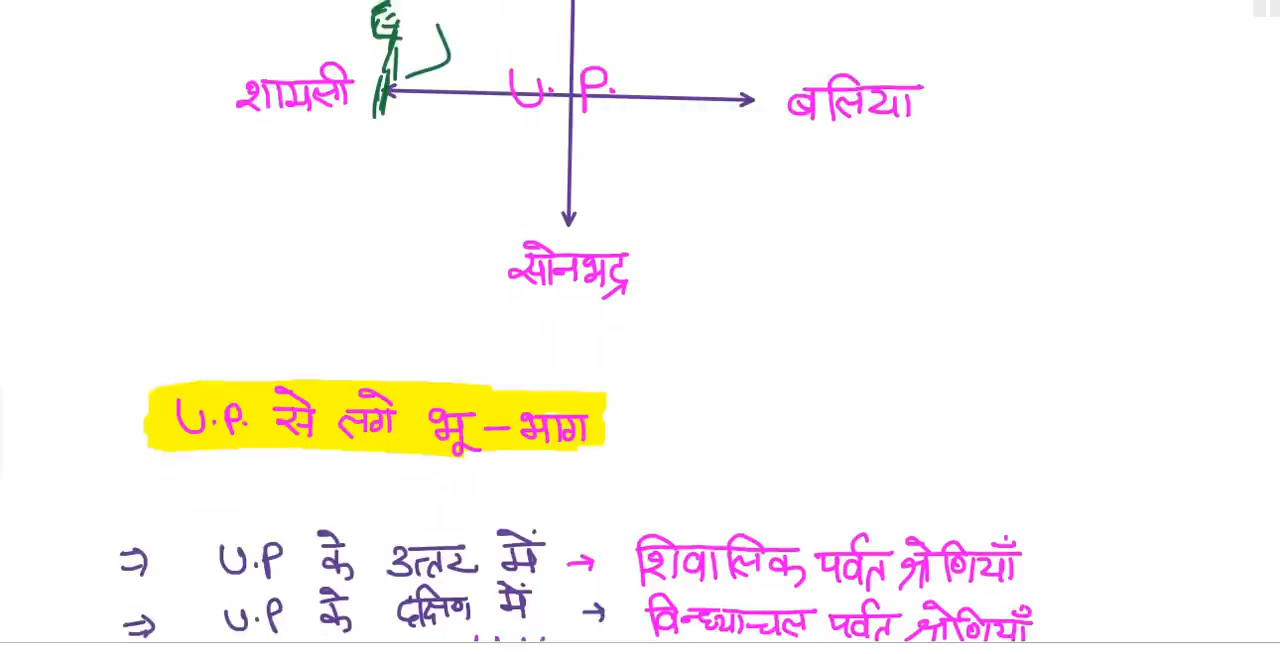 शामली U.P. बलिया
सोनभद्र
U.P. से लगे भू-भाग
⇒ U.P के उत्तर में → शिवालिक पर्वत श्रेणियाँ
⇒ U.P के दक्षिण में → विन्ध्याचल पर्वत श्रेणियाँ